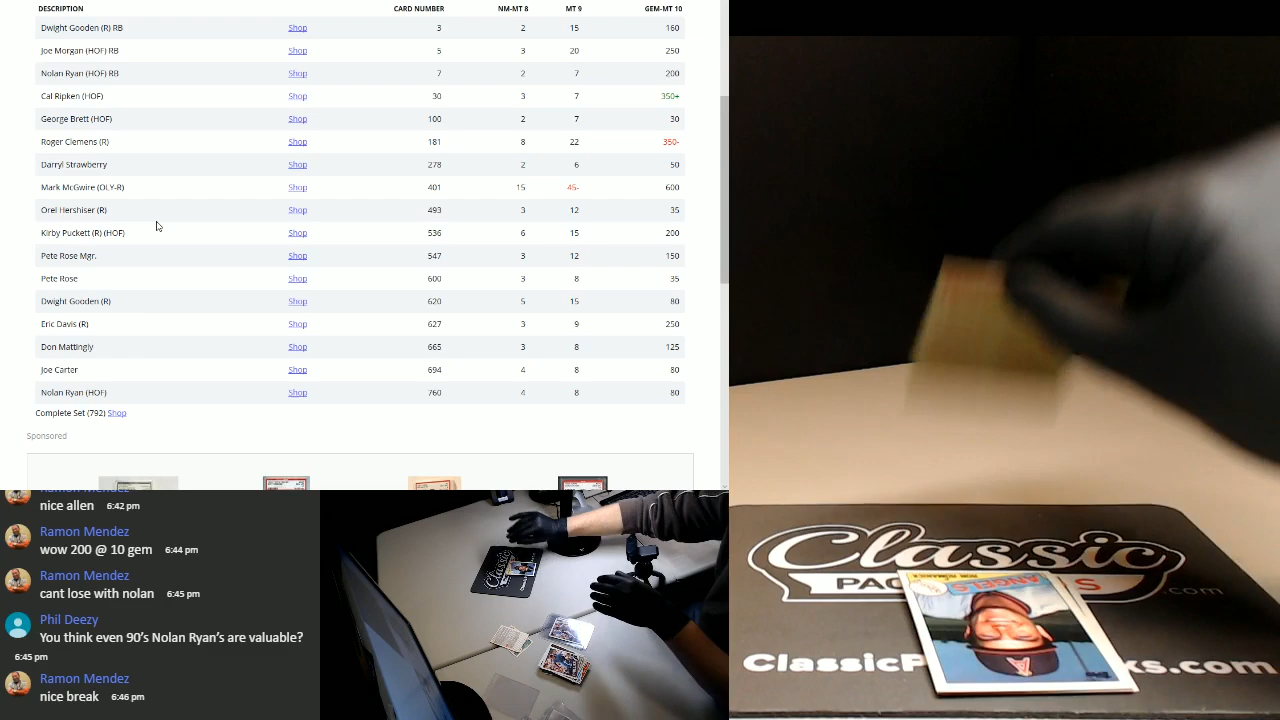 DESCRIPTION CARD NUMBER NM-MT 8 MT 9 GEM-MT 10
Dwight Gooden (R) RB Shop 3 2 15 160
Joe Morgan (HOF) RB Shop 5 3 20 250
Nolan Ryan (HOF) RB Shop 7 2 7 200
Cal Ripken (HOF) Shop 30 3 7 350+
George Brett (HOF) Shop 100 2 7 30
Roger Clemens (R) Shop 181 8 22 350-
Darryl Strawberry Shop 278 2 6 50
Mark McGwire (OLY-R) Shop 401 15 45- 600
Orel Hershiser (R) Shop 493 3 12 35
Kirby Puckett (R) (HOF) Shop 536 6 15 200
Pete Rose Mgr. Shop 547 3 12 150
Pete Rose Shop 600 3 8 35
Dwight Gooden (R) Shop 620 5 15 80
Eric Davis (R) Shop 627 3 9 250
Don Mattingly Shop 665 3 8 125
Joe Carter Shop 694 4 8 80
Nolan Ryan (HOF) Shop 760 4 8 80
Complete Set (792) Shop
Sponsored
Ramon Mendez
nice allen 6:42 pm
Ramon Mendez
wow 200 @ 10 gem 6:44 pm
Ramon Mendez
cant lose with nolan 6:45 pm
Phil Deezy
You think even 90's Nolan Ryan's are valuable?
6:45 pm
Ramon Mendez
nice break 6:46 pm
Classic
Classic
PAC S .com
ANGELS
ClassicP ks.com